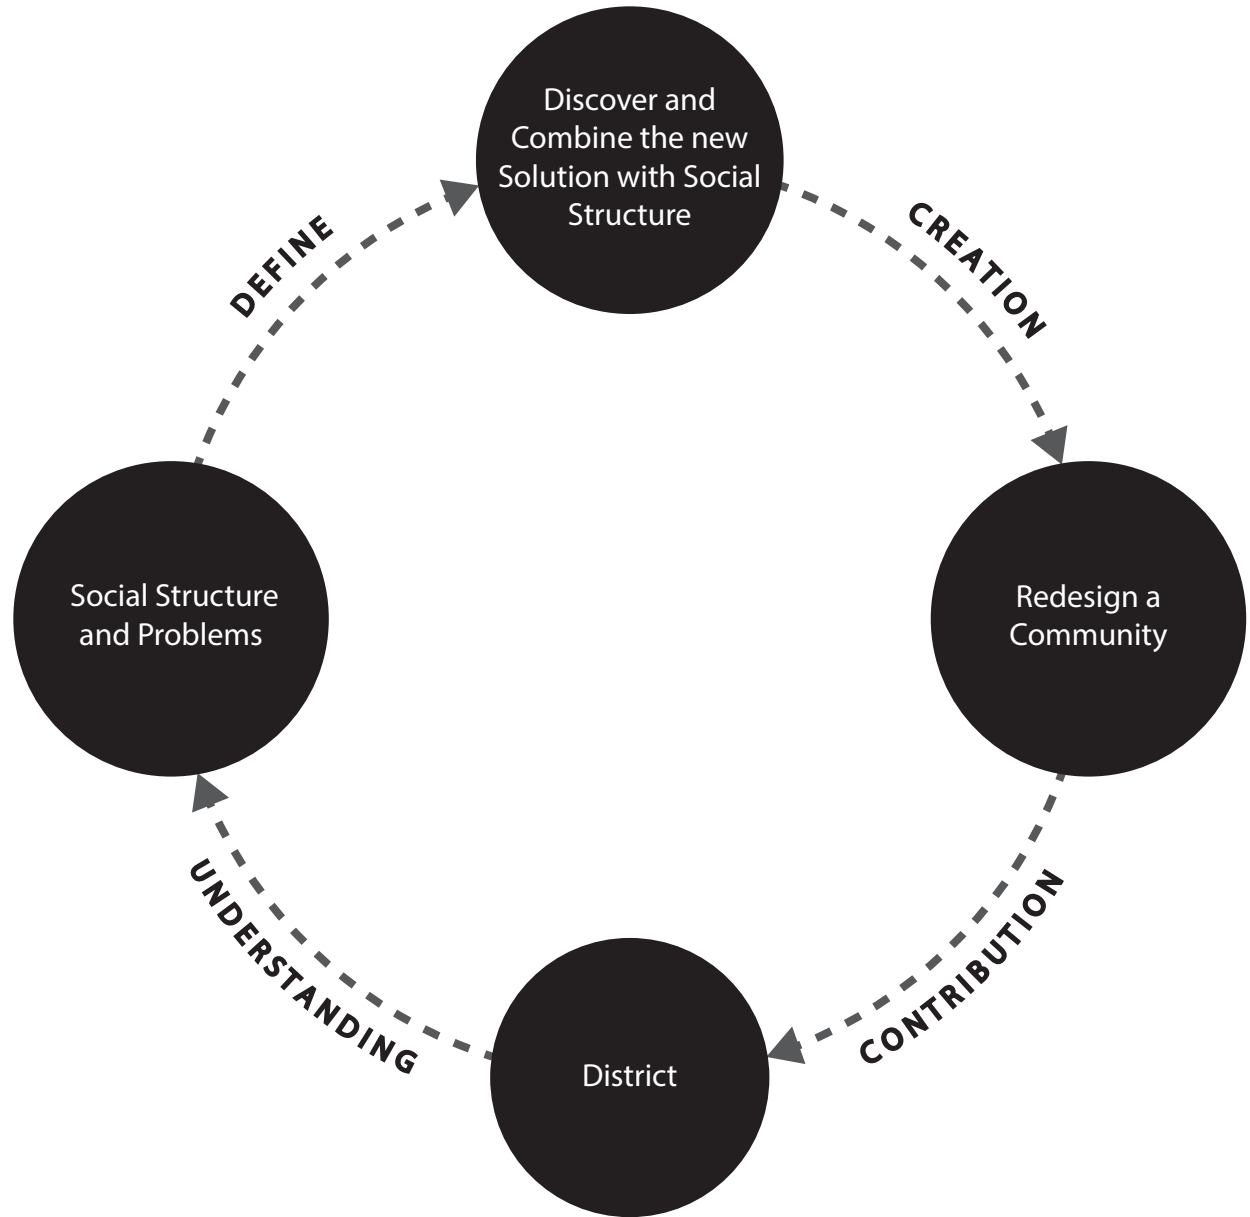 Discover and
Combine the new
Solution with Social
Structure
DEFINE
CREATION
Social Structure
and Problems
Redesign a
Community
UNDERSTANDING
CONTRIBUTION
District